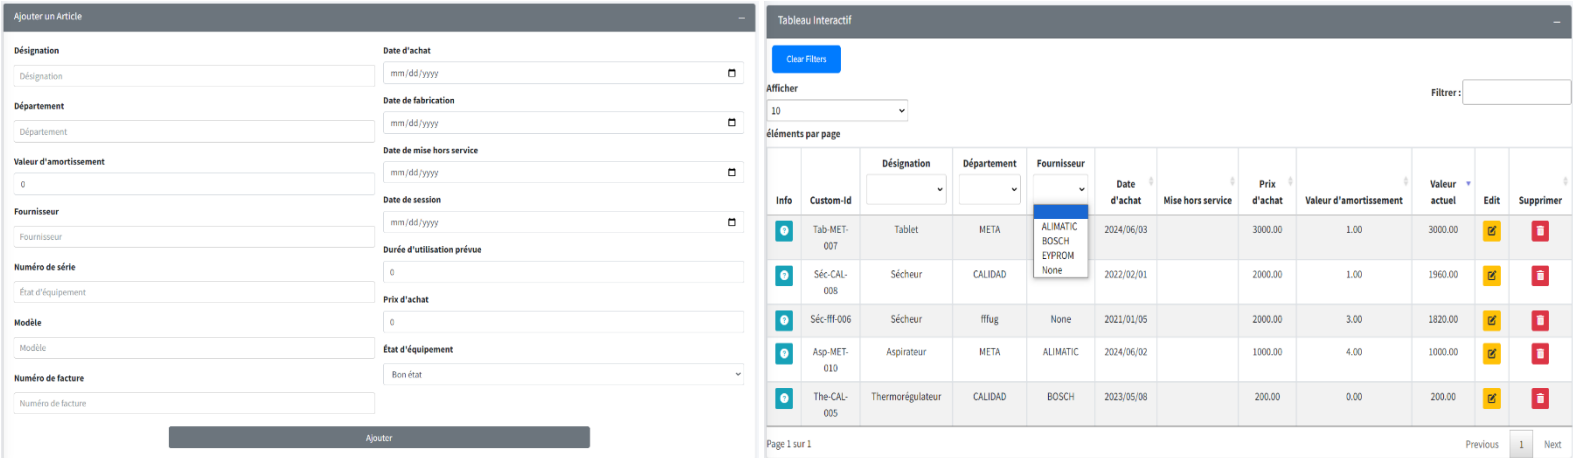 Ajouter un Article
Désignation
Désignation
Département
Département
Valeur d'amortissement
0
Fournisseur
Fournisseur
Numéro de série
État d'équipement
Modèle
Modèle
Numéro de facture
Numéro de facture
Date d'achat
mm/dd/yyyy
Date de fabrication
mm/dd/yyyy
Date de mise hors service
mm/dd/yyyy
Date de session
mm/dd/yyyy
Durée d'utilisation prévue
0
Prix d'achat
0
État d'équipement
Bon état
Ajouter
Tableau Interactif
Clear Filters
Afficher
10
éléments par page
Filtrer :
Désignation Département Fournisseur
Date Prix Valeur
Info Custom-Id d'achat Mise hors service d'achat Valeur d'amortissement actuel Edit Supprimer
ALIMATIC
BOSCH
EYPROM
None
Tab-MET- Tablet META 2024/06/03 3000.00 1.00 3000.00
007
Séc-CAL- Sécheur CALIDAD 2022/02/01 2000.00 1.00 1960.00
008
Séc-fff-006 Sécheur fffug None 2021/01/05 2000.00 3.00 1820.00
Asp-MET- Aspirateur META ALIMATIC 2024/06/02 1000.00 4.00 1000.00
010
The-CAL- Thermorégulateur CALIDAD BOSCH 2023/05/08 200.00 0.00 200.00
005
Page 1 sur 1
Previous 1 Next